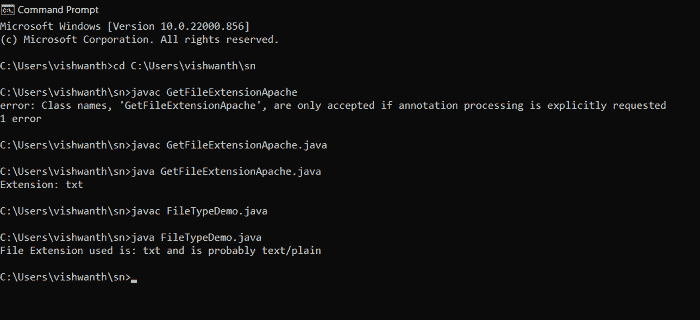 Command Prompt
Microsoft Windows [Version 10.0.22000.856]
(c) Microsoft Corporation. All rights reserved.
C:\Users\vishwanth>cd C:\Users\vishwanth\sn
C:\Users\vishwanth\sn>javac GetFileExtensionApache
error: Class names, 'GetFileExtensionApache', are only accepted if annotation processing is explicitly requested
1 error
C:\Users\vishwanth\sn>javac GetFileExtensionApache.java
C:\Users\vishwanth\sn>java GetFileExtensionApache.java
Extension: txt
C:\Users\vishwanth\sn>javac FileTypeDemo.java
C:\Users\vishwanth\sn>java FileTypeDemo.java
File Extension used is: txt and is probably text/plain
C:\Users\vishwanth\sn>